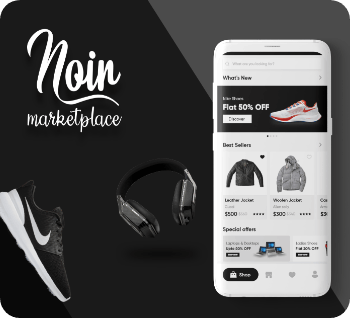 Noir
marketplace
What's New
Nike Shoes
Flat 50% OFF
Discover
Best Sellers
Leather Jacket
$500
Woolen Jacket
$300
Special offers
Laptops & Desktops
Upto 50% OFF
Shop